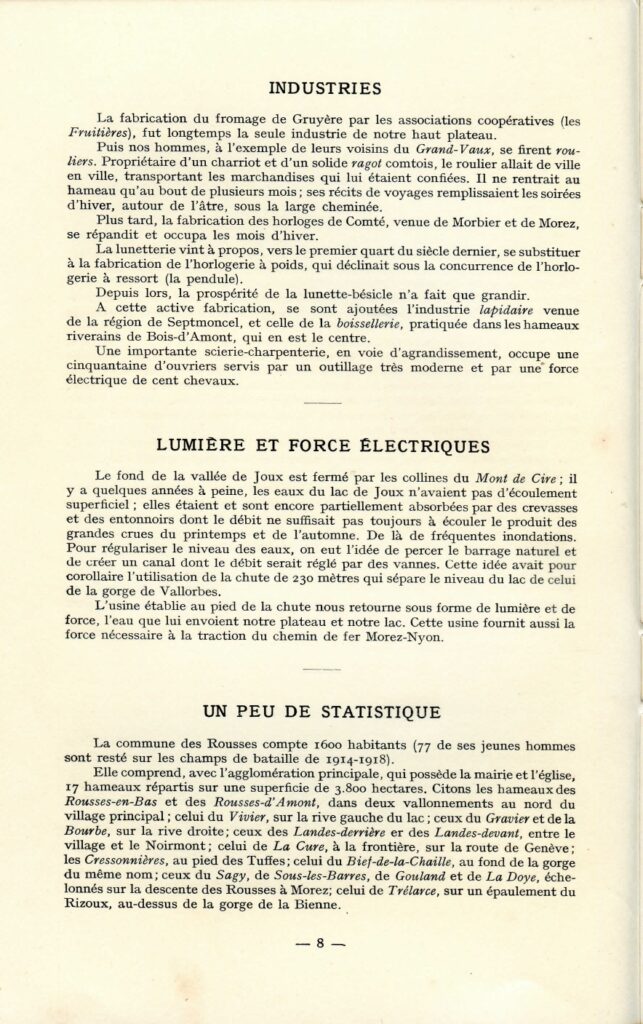 INDUSTRIES
La fabrication du fromage de Gruyère par les associations coopératives (les
Fruitières), fut longtemps la seule industrie de notre haut plateau.
Puis nos hommes, à l'exemple de leurs voisins du Grand-Vaux, se firent rou-
liers. Propriétaire d'un charriot et d'un solide ragot comtois, le roulier allait de ville
en ville, transportant les marchandises qui lui étaient confiées. Il ne rentrait au
hameau qu'au bout de plusieurs mois ; ses récits de voyages remplissaient les soirées
d'hiver, autour de l'âtre, sous la large cheminée.
Plus tard, la fabrication des horloges de Comté, venue de Morbier et de Morez,
se répandit et occupa les mois d'hiver.
La lunetterie vint à propos, vers le premier quart du siècle dernier, se substituer
à la fabrication de l'horlogerie à poids, qui déclinait sous la concurrence de l'horlo-
gerie à ressort (la pendule).
Depuis lors, la prospérité de la lunette-bésicle n'a fait que grandir.
A cette active fabrication, se sont ajoutées l'industrie lapidaire venue
de la région de Septmoncel, et celle de la boissellerie, pratiquée dans les hameaux
riverains de Bois-d'Amont, qui en est le centre.
Une importante scierie-charpenterie, en voie d'agrandissement, occupe une
cinquantaine d'ouvriers servis par un outillage très moderne et par une force
électrique de cent chevaux.
LUMIÈRE ET FORCE ÉLECTRIQUES
Le fond de la vallée de Joux est fermé par les collines du Mont de Cire ; il
y a quelques années à peine, les eaux du lac de Joux n'avaient pas d'écoulement
superficiel ; elles étaient et sont encore partiellement absorbées par des crevasses
et des entonnoirs dont le débit ne suffisait pas toujours à écouler le produit des
grandes crues du printemps et de l'automne. De là de fréquentes inondations.
Pour régulariser le niveau des eaux, on eut l'idée de percer le barrage naturel et
de créer un canal dont le débit serait réglé par des vannes. Cette idée avait pour
corollaire l'utilisation de la chute de 230 mètres qui sépare le niveau du lac de celui
de la gorge de Vallorbes.
L'usine établie au pied de la chute nous retourne sous forme de lumière et de
force, l'eau que lui envoient notre plateau et notre lac. Cette usine fournit aussi la
force nécessaire à la traction du chemin de fer Morez-Nyon.
UN PEU DE STATISTIQUE
La commune des Rousses compte 1600 habitants (77 de ses jeunes hommes
sont resté sur les champs de bataille de 1914-1918).
Elle comprend, avec l'agglomération principale, qui possède la mairie et l'église,
17 hameaux répartis sur une superficie de 3.800 hectares. Citons les hameaux des
Rousses-en-Bas et des Rousses-d'Amont, dans deux vallonnements au nord du
village principal ; celui du Vivier, sur la rive gauche du lac ; ceux du Gravier et de la
Bourbe, sur la rive droite ; ceux des Landes-derrière er des Landes-devant, entre le
village et le Noirmont ; celui de La Cure, à la frontière, sur la route de Genève ;
les Cressonnières, au pied des Tuffes ; celui du Bief-de-la-Chaille, au fond de la gorge
du même nom ; ceux du Sagy, de Sous-les-Barres, de Gouland et de La Doye, éche-
lonnés sur la descente des Rousses à Morez ; celui de Trélarce, sur un épaulement du
Rizoux, au-dessus de la gorge de la Bienne.
— 8 —